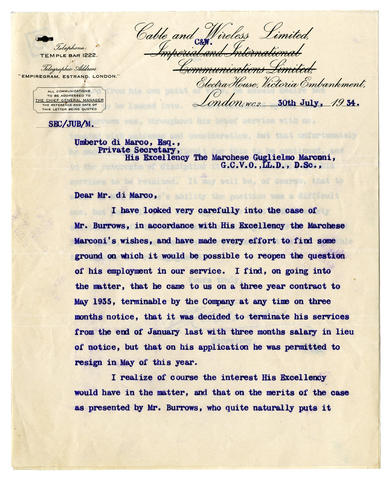 Cable and Wireless Limited,
C&W.
Imperial and International
Communications Limited,
Electra House, Victoria Embankment,
London, W.C.2. 30th July, 1934.
Telephone:
TEMPLE BAR 1222.
Telegraphic Address:
"EMPIREGRAM, ESTRAND, LONDON."
ALL COMMUNICATIONS
TO BE ADDRESSED TO
THE CHIEF GENERAL MANAGER
THE REFERENCE AND DATE OF
THIS LETTER BEING QUOTED
SEC/JUB/M.
Umberto di Marco, Esq.,
Private Secretary,
His Excellency The Marchese Guglielmo Marconi,
G.C.V.O., LL.D., D.Sc.,
Dear Mr. di Marco,
I have looked very carefully into the case of
Mr. Burrows, in accordance with His Excellency the Marchese
Marconi's wishes, and have made every effort to find some
ground on which it would be possible to reopen the question
of his employment in our service. I find, on going into
the matter, that he came to us on a three year contract to
May 1935, terminable by the Company at any time on three
months notice, that it was decided to terminate his services
from the end of January last with three months salary in lieu
of notice, but that on his application he was permitted to
resign in May of this year.
I realize of course the interest His Excellency
would have in the matter, and that on the merits of the case
as presented by Mr. Burrows, who quite naturally puts it